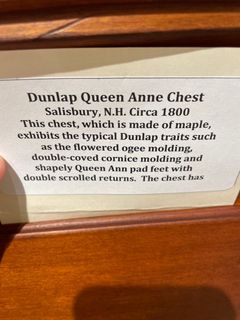 Dunlap Queen Anne Chest
Salisbury, N.H. Circa 1800
This chest, which is made of maple,
exhibits the typical Dunlap traits such
as the flowered ogee molding,
double-coved cornice molding and
shapely Queen Ann pad feet with
double scrolled returns. The chest has